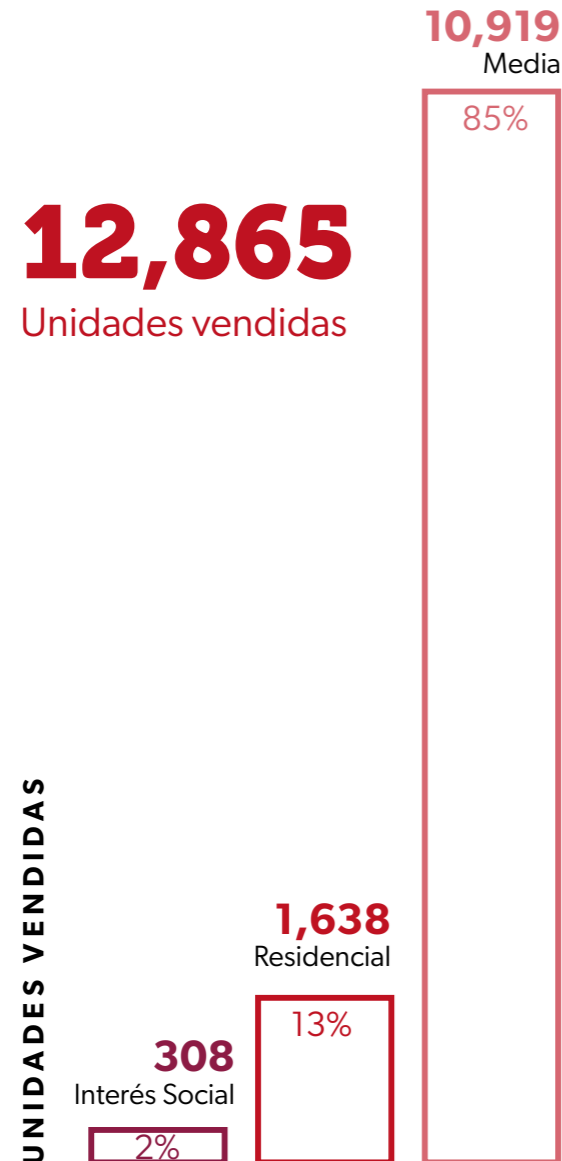 10,919
Media
85%
12,865
Unidades vendidas
UNIDADES VENDIDAS
1,638
Residencial
13%
308
Interés Social
2%